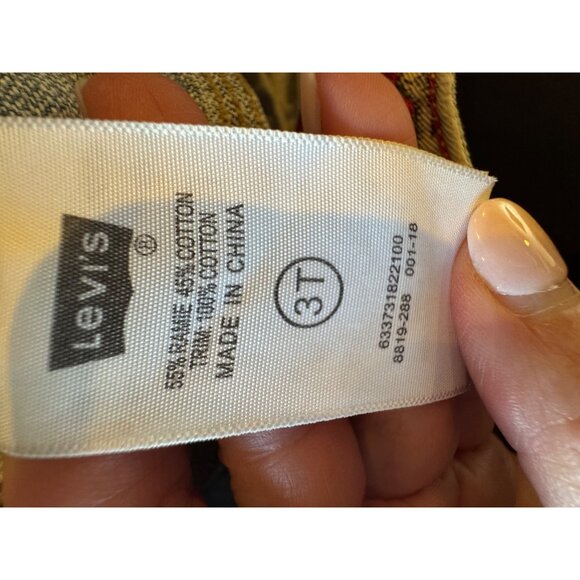 Levi's
®
55% RAMIE 45% COTTON
TRIM: 100% COTTON
MADE IN CHINA
3T
633731822100
8819-288 001-18